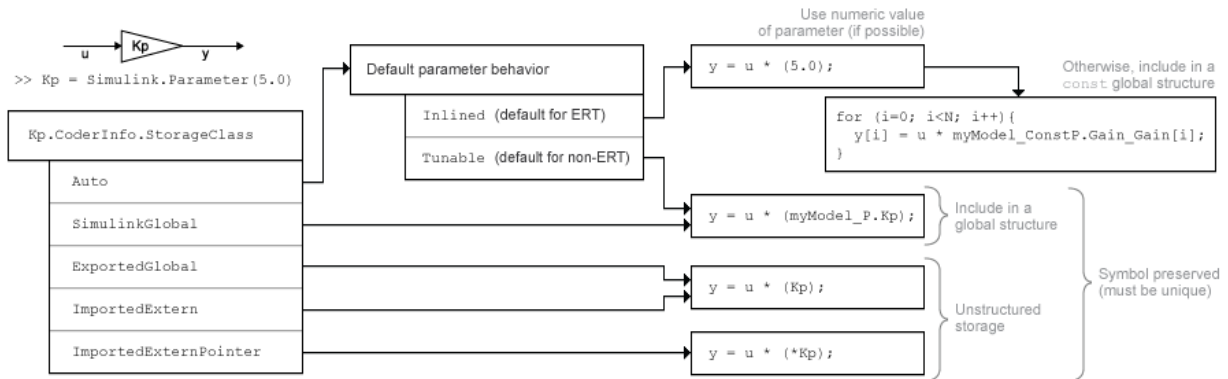 Kp
u
y
>> Kp = Simulink.Parameter(5.0)
Kp.CoderInfo.StorageClass
Auto
SimulinkGlobal
ExportedGlobal
ImportedExtern
ImportedExternPointer
Default parameter behavior
Inlined (default for ERT)
Tunable (default for non-ERT)
Use numeric value
of parameter (if possible)
y = u * (5.0);
Otherwise, include in a
const global structure
for (i=0; i<N; i++){
y[i] = u * myModel_ConstP.Gain_Gain[i];
}
y = u * (myModel_P.Kp);
Include in a
global structure
y = u * (Kp);
Unstructured
storage
y = u * (*Kp);
Symbol preserved
(must be unique)